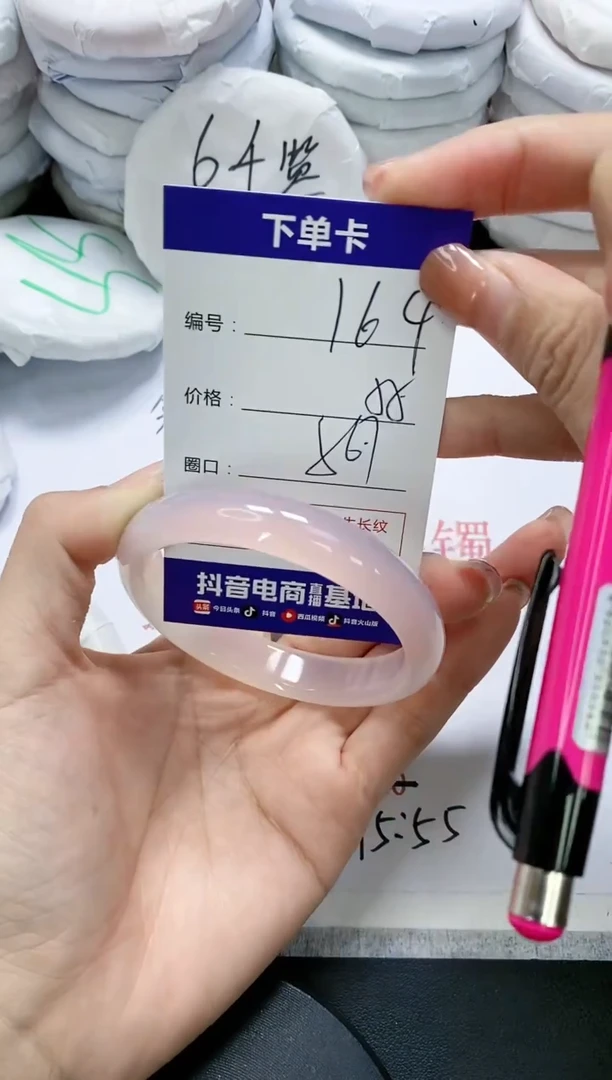 64
下单卡
编号：164
价格：88
圈口：
生长纹
镯
抖音电商直播基地
头条 今日头条 抖音 西瓜视频 抖音火山版
15:55